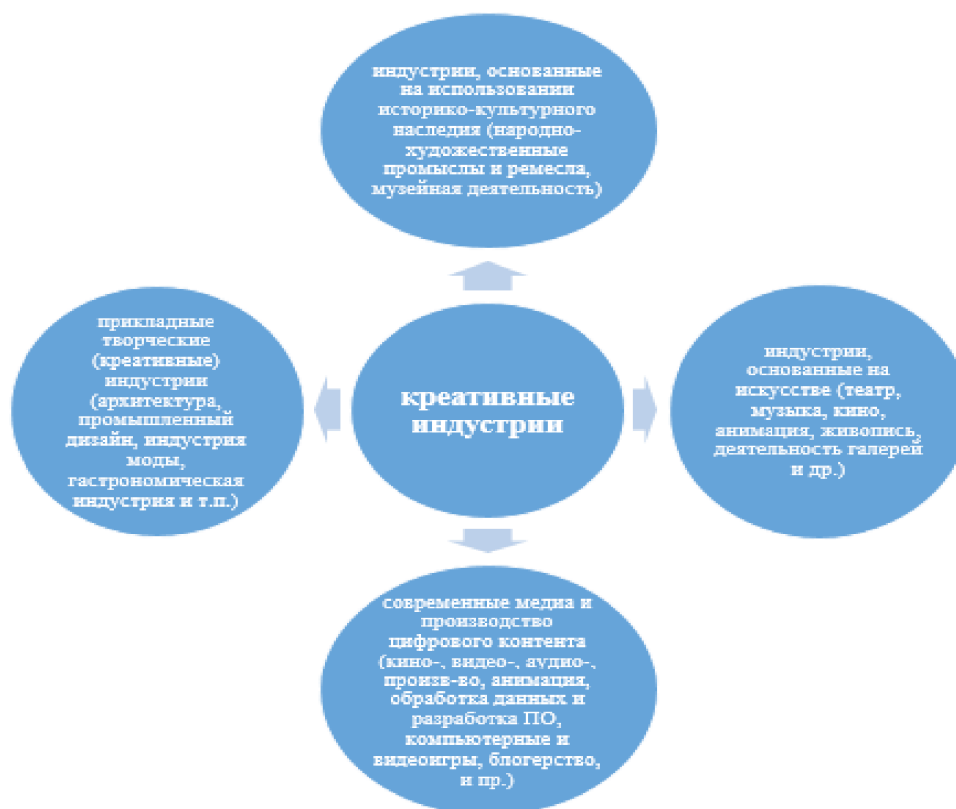 индустрии, основанные
на использовании
историко-культурного
наследия (народно-
художественные
промыслы и ремесла,
музейная деятельность)
прикладные
творческие
(креативные)
индустрии
(архитектура,
промышленный
дизайн, индустрия
моды,
гастрономическая
индустрия и т.п.)
креативные
индустрии
индустрии,
основанные на
искусстве (театр,
музыка, кино,
анимация, живопись,
деятельность галерей
и др.)
современные медиа и
производство
цифрового контента
(кино-, видео-, аудио-,
произв-во, анимация,
обработка данных и
разработка ПО,
компьютерные и
видеоигры, блогерство,
и пр.)